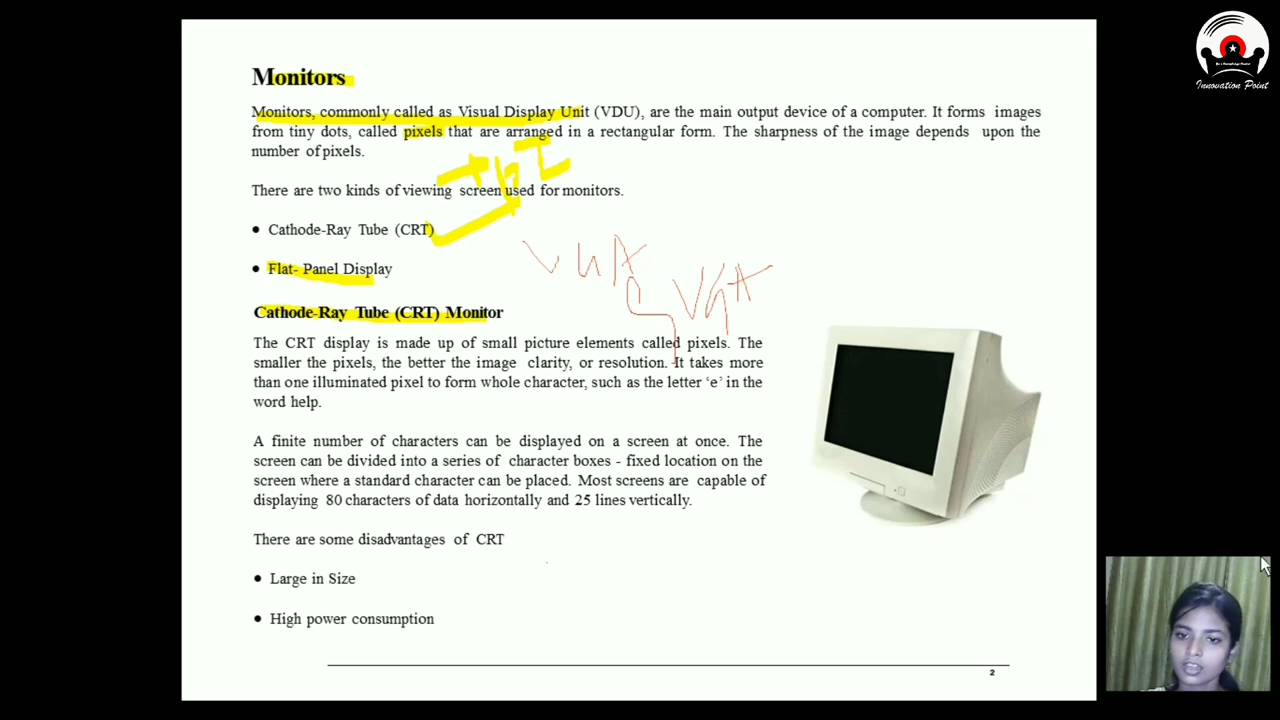 Monitors
Monitors, commonly called as Visual Display Unit (VDU), are the main output device of a computer. It forms images
from tiny dots, called pixels that are arranged in a rectangular form. The sharpness of the image depends upon the
number of pixels.
There are two kinds of viewing screen used for monitors.
● Cathode-Ray Tube (CRT)
● Flat- Panel Display
VGA
VGA
Cathode-Ray Tube (CRT) Monitor
The CRT display is made up of small picture elements called pixels. The
smaller the pixels, the better the image clarity, or resolution. It takes more
than one illuminated pixel to form whole character, such as the letter ‘e’ in the
word help.
A finite number of characters can be displayed on a screen at once. The
screen can be divided into a series of character boxes - fixed location on the
screen where a standard character can be placed. Most screens are capable of
displaying 80 characters of data horizontally and 25 lines vertically.
There are some disadvantages of CRT
● Large in Size
● High power consumption
2
Innovation Point